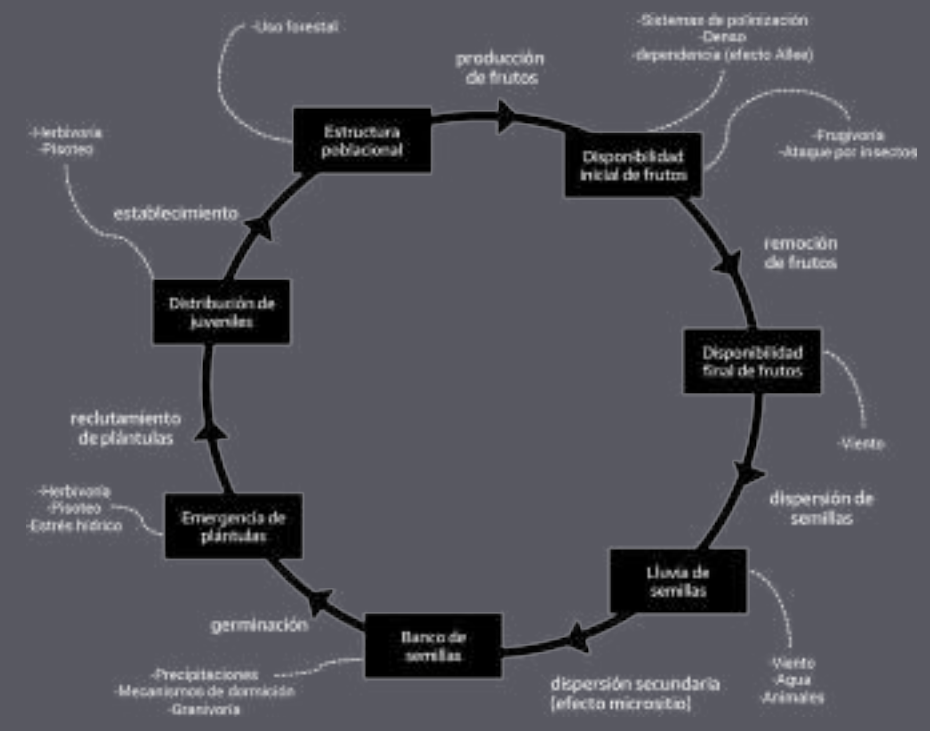 -Uso forestal
-Sistemas de polinización
-Denso
-dependencia (efecto Allee)
producción
de frutos
Estructura
poblacional
Disponibilidad
inicial de frutos
-Frugivoría
-Ataque por insectos
-Herbivoría
-Pisoteo
establecimiento
remoción
de frutos
Distribución de
juveniles
Disponibilidad
final de frutos
-Viento
reclutamiento
de plántulas
dispersión de
semillas
-Herbivoría
-Pisoteo
-Estrés hídrico
Emergencia de
plántulas
Lluvia de
semillas
germinación
Banco de
semillas
-Viento
-Agua
-Animales
-Precipitaciones
-Mecanismos de dormición
-Granivoría
dispersión secundaria
(efecto micrositio)